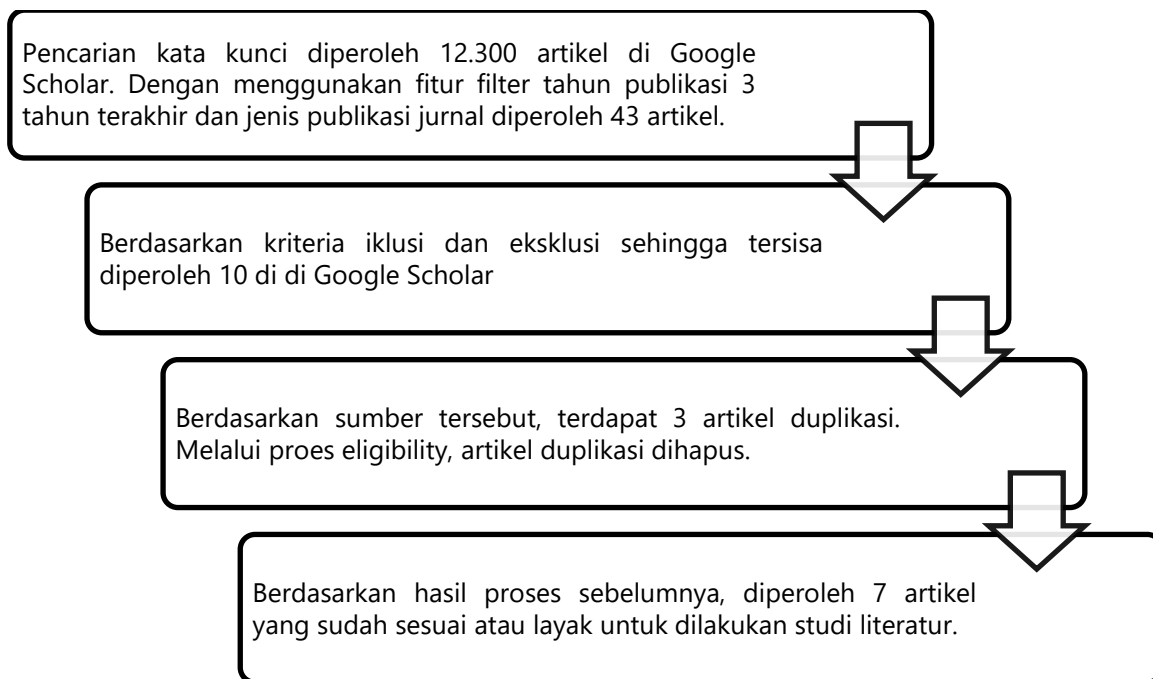 Pencarian kata kunci diperoleh 12.300 artikel di Google
Scholar. Dengan menggunakan fitur filter tahun publikasi 3
tahun terakhir dan jenis publikasi jurnal diperoleh 43 artikel.
Berdasarkan kriteria iklusi dan eksklusi sehingga tersisa
diperoleh 10 di di Google Scholar
Berdasarkan sumber tersebut, terdapat 3 artikel duplikasi.
Melalui proes eligibility, artikel duplikasi dihapus.
Berdasarkan hasil proses sebelumnya, diperoleh 7 artikel
yang sudah sesuai atau layak untuk dilakukan studi literatur.